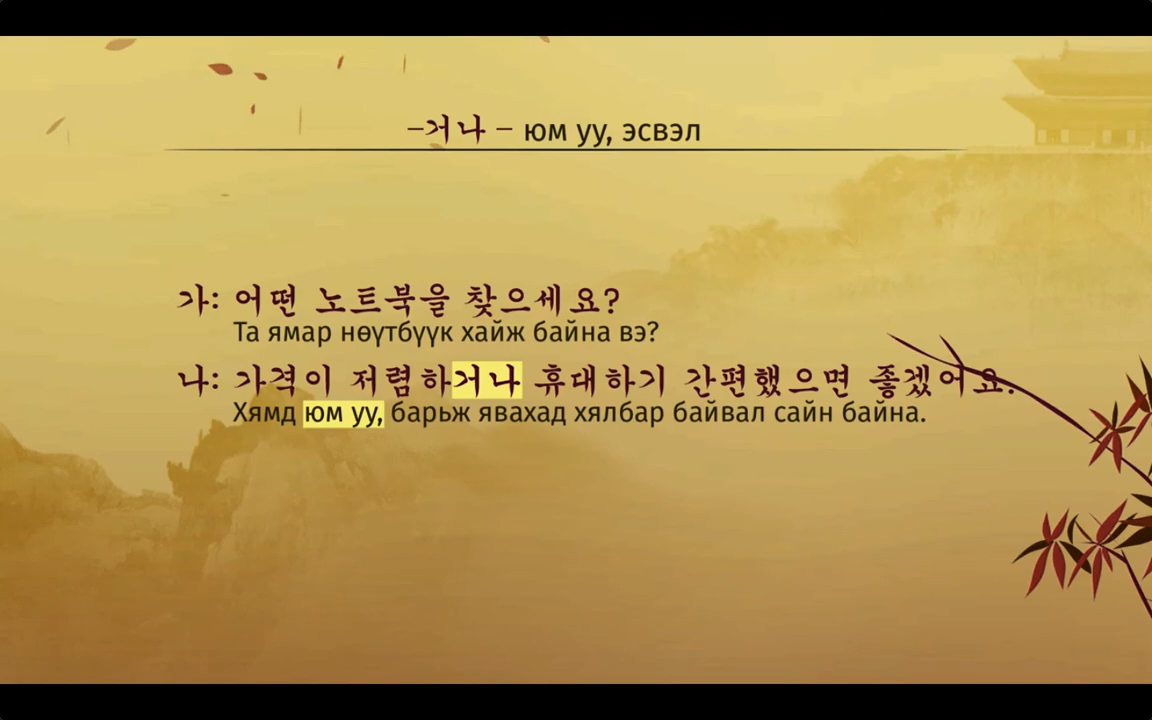 -거나 - юм уу, эсвэл
가: 어떤 노트북을 찾으세요?
Та ямар нөүтбүүк хайж байна вэ?
나: 가격이 저렴하거나 휴대하기 간편했으면 좋겠어요.
Хямд юм уу, барьж явахад хялбар байвал сайн байна.